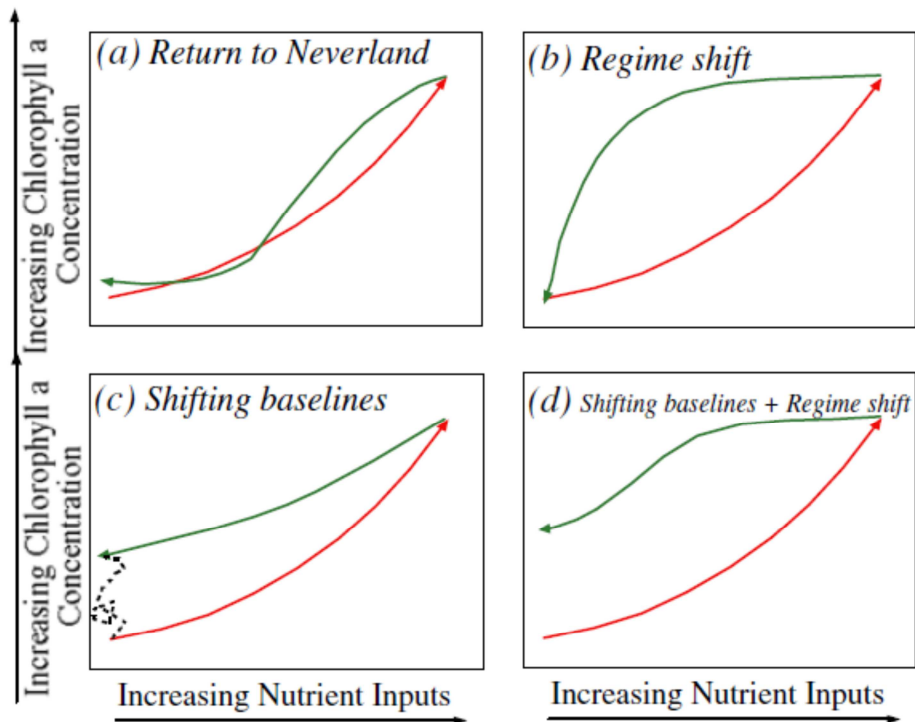 (a) Return to Neverland
(b) Regime shift
Increasing Chlorophyll a
Concentration
(c) Shifting baselines
(d) Shifting baselines + Regime shift
Increasing Chlorophyll a
Concentration
Increasing Nutrient Inputs
Increasing Nutrient Inputs